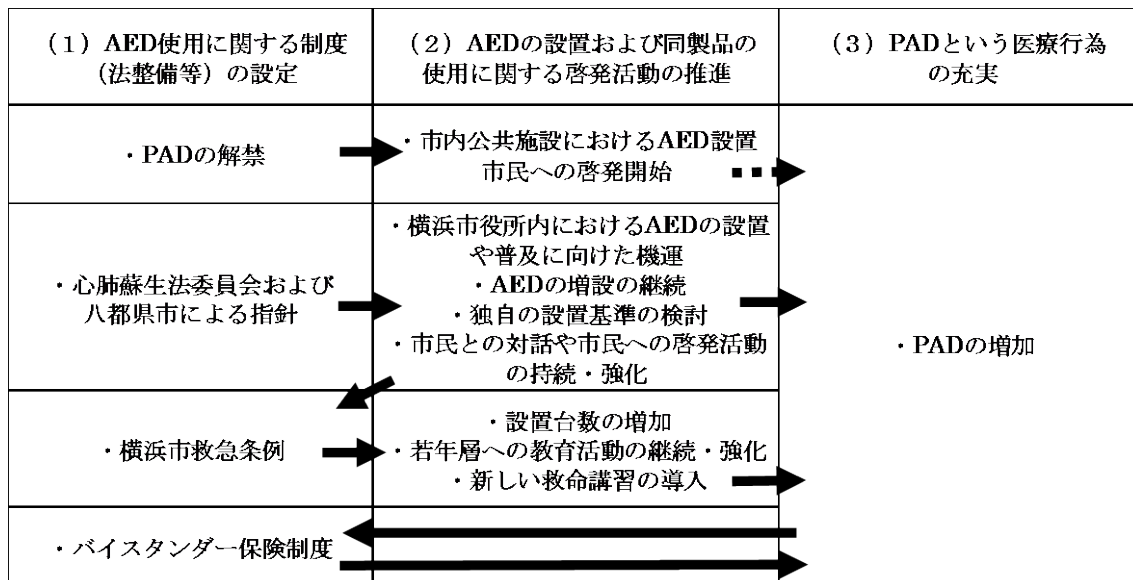 （１）AED使用に関する制度
（法整備等）の設定
（２）AEDの設置および同製品の
使用に関する啓発活動の推進
（３）PADという医療行為
の充実
・PADの解禁
・市内公共施設におけるAED設置
市民への啓発開始
・心肺蘇生法委員会および
八都県市による指針
・横浜市役所内におけるAEDの設置
や普及に向けた機運
・AEDの増設の継続
・独自の設置基準の検討
・市民との対話や市民への啓発活動
の持続・強化
・PADの増加
・横浜市救急条例
・設置台数の増加
・若年層への教育活動の継続・強化
・新しい救命講習の導入
・バイスタンダー保険制度